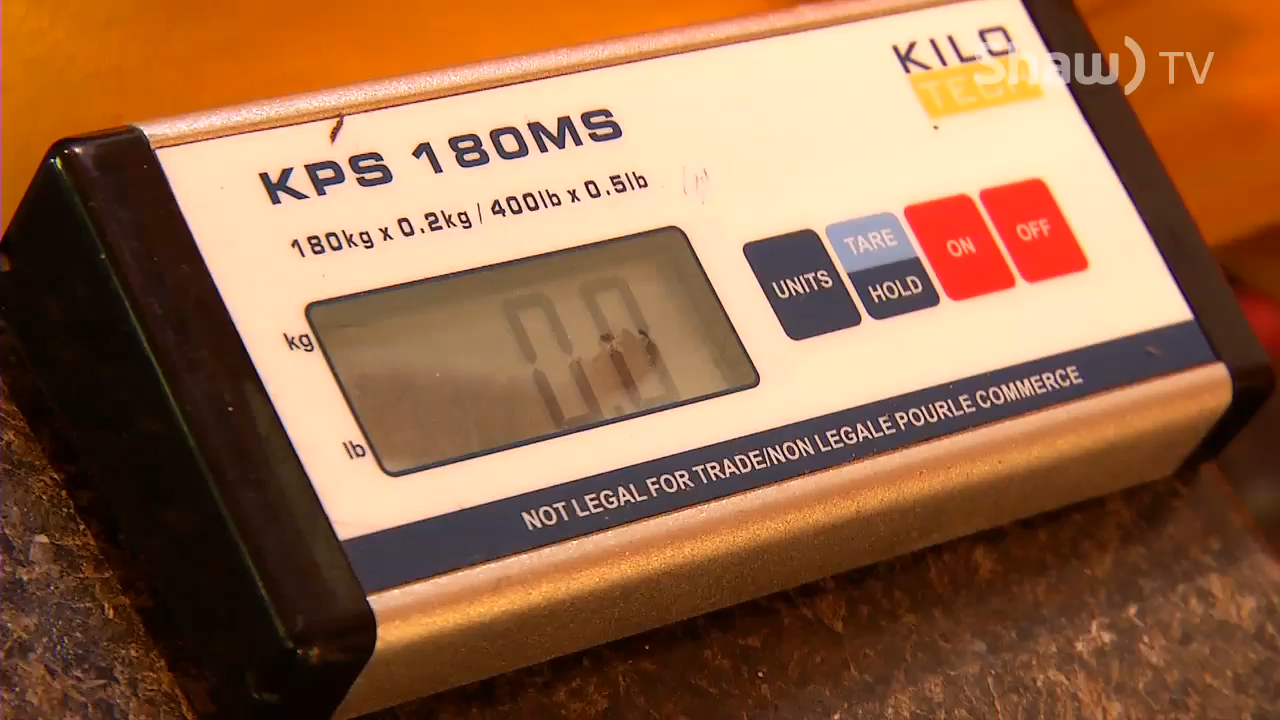 KILO
TECH
Shaw) TV
KPS 180MS
180kg x 0.2kg / 400lb x 0.5lb
UNITS
TARE
HOLD
ON
OFF
kg
0.0
lb
NOT LEGAL FOR TRADE/NON LEGALE POURLE COMMERCE